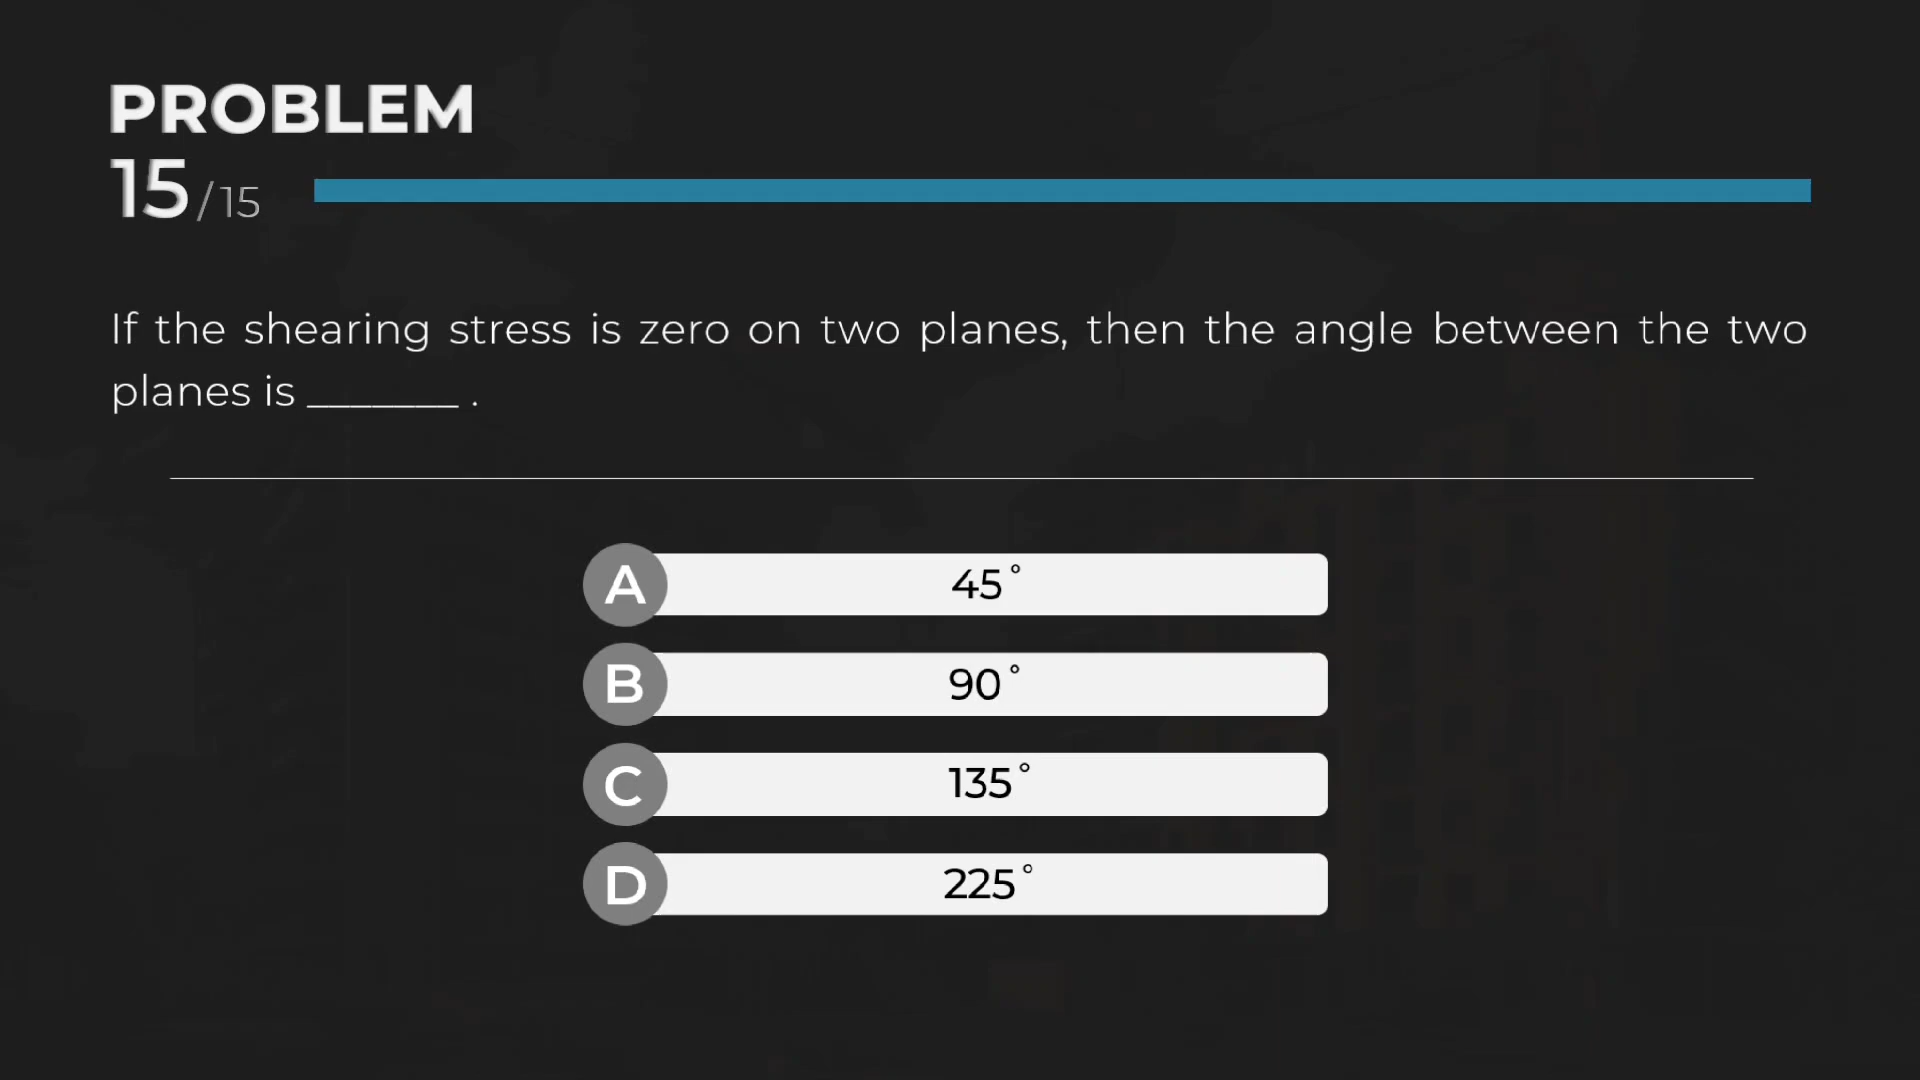 PROBLEM
15/15
If the shearing stress is zero on two planes, then the angle between the two
planes is _______ .
A 45°
B 90°
C 135°
D 225°